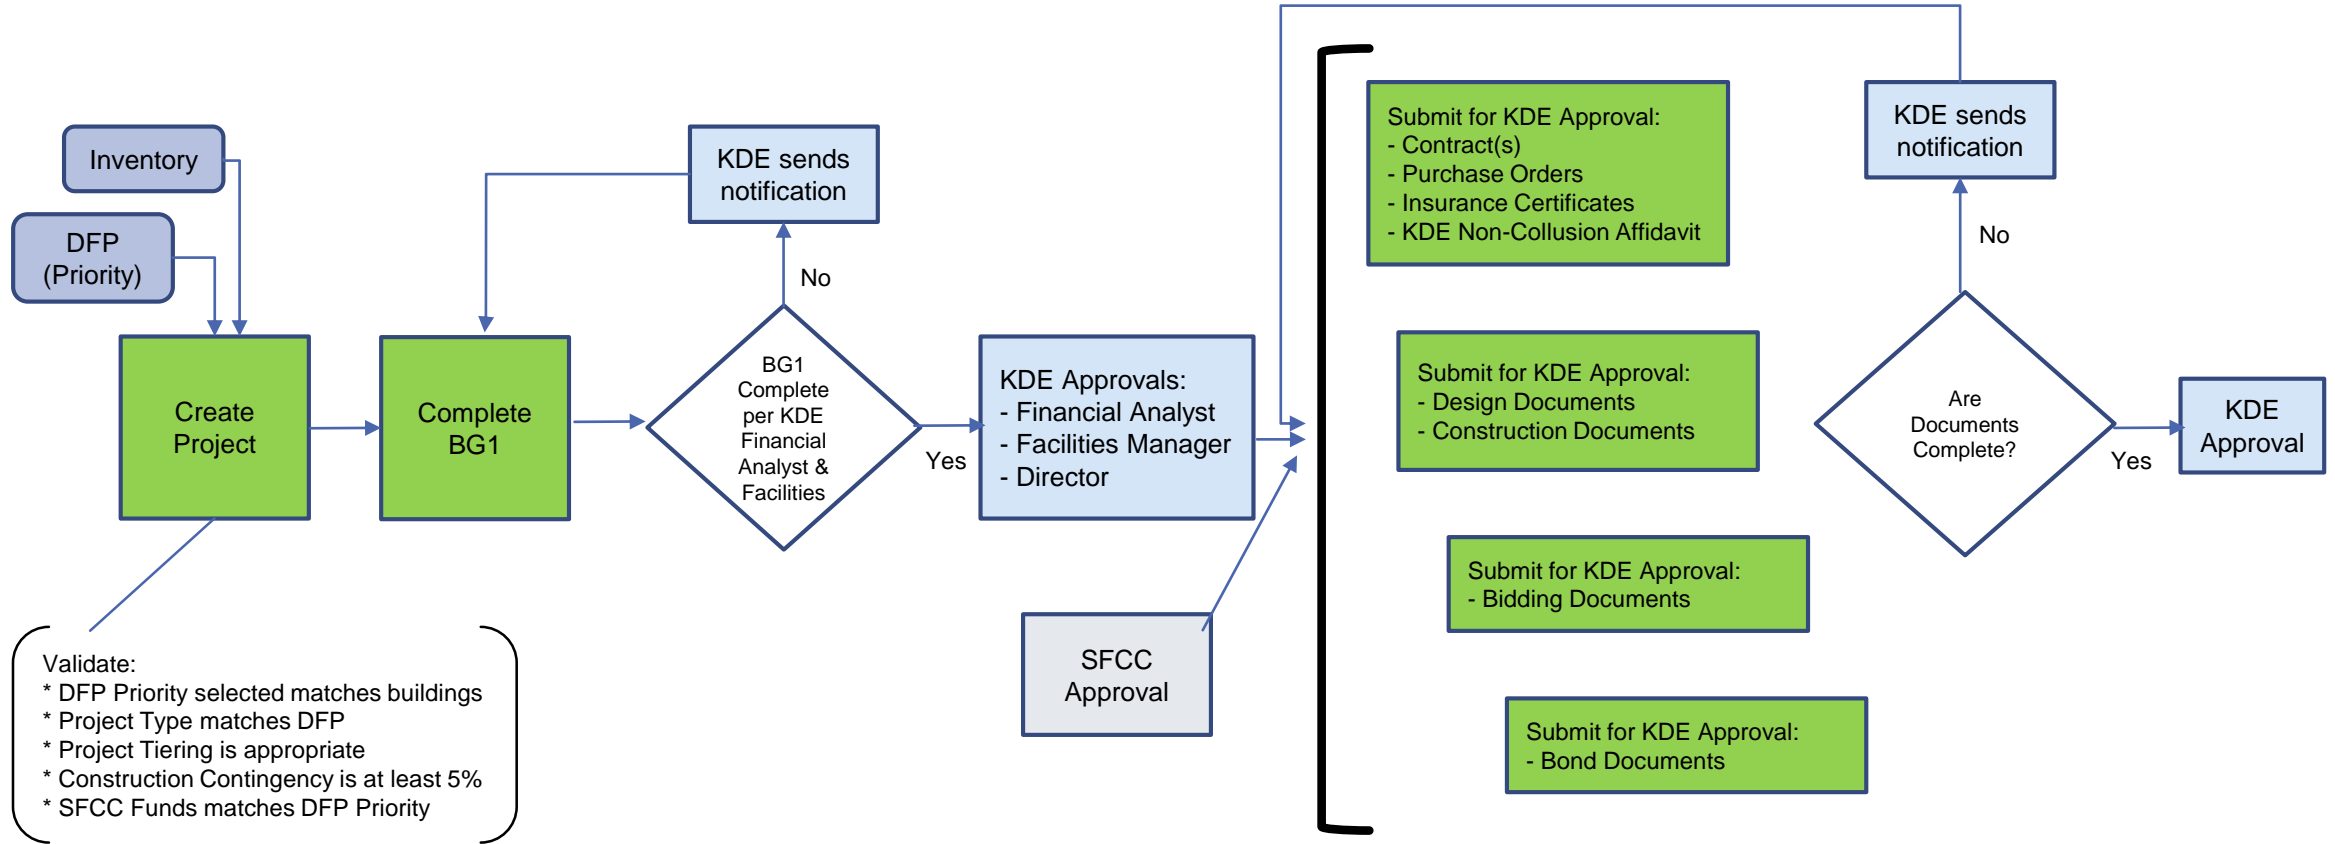 Inventory
DFP
(Priority)
Create
Project
Validate:
* DFP Priority selected matches buildings
* Project Type matches DFP
* Project Tiering is appropriate
* Construction Contingency is at least 5%
* SFCC Funds matches DFP Priority
Complete
BG1
KDE sends
notification
No
BG1
Complete
per KDE
Financial
Analyst &
Facilities
Yes
KDE Approvals:
- Financial Analyst
- Facilities Manager
- Director
SFCC
Approval
Submit for KDE Approval:
- Contract(s)
- Purchase Orders
- Insurance Certificates
- KDE Non-Collusion Affidavit
Submit for KDE Approval:
- Design Documents
- Construction Documents
Submit for KDE Approval:
- Bidding Documents
Submit for KDE Approval:
- Bond Documents
KDE sends
notification
No
Are
Documents
Complete?
Yes
KDE
Approval